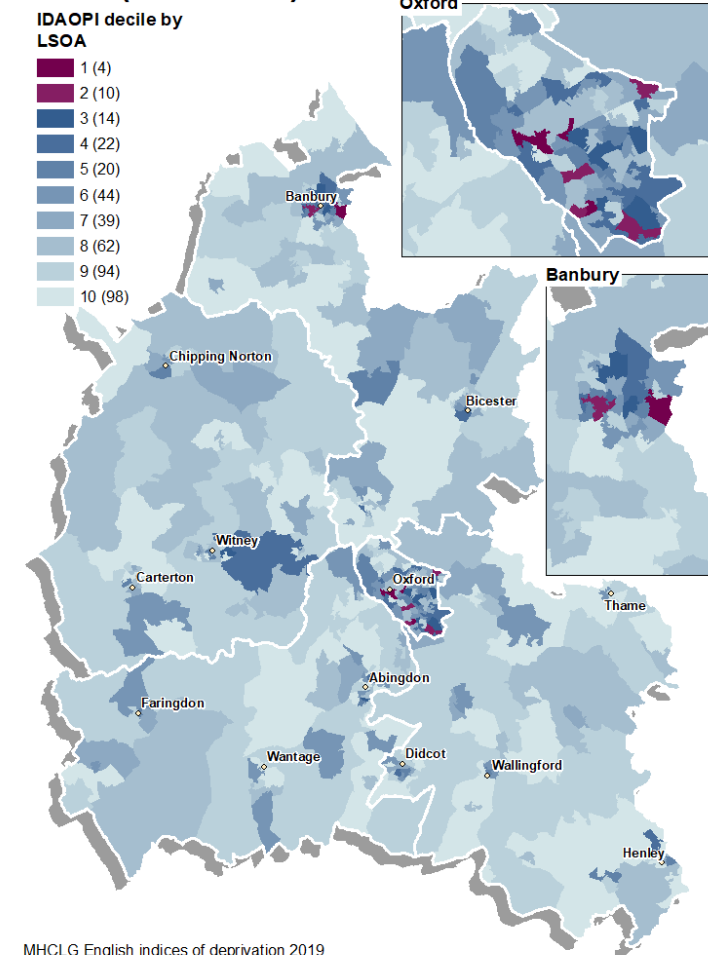 Oxford
IDAOPI decile by
LSOA
1 (4)
2 (10)
3 (14)
4 (22)
5 (20)
6 (44)
7 (39)
8 (62)
9 (94)
10 (98)
Banbury
Banbury
Chipping Norton
Bicester
Witney
Carterton
Oxford
Thame
Abingdon
Faringdon
Wantage
Didcot
Wallingford
Henley
MHCLG English indices of deprivation 2019